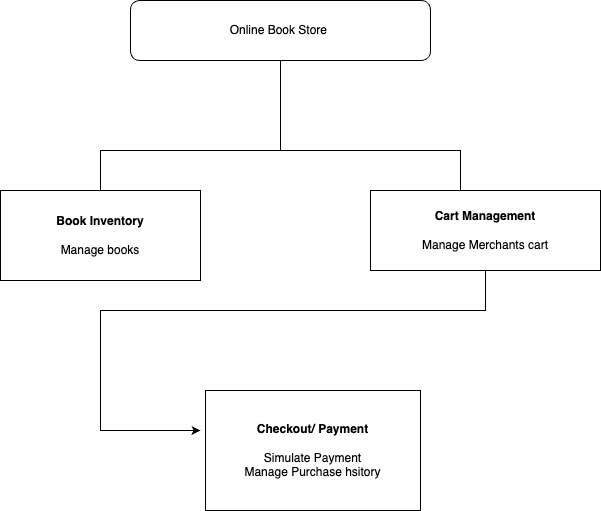 Online Book Store
Book Inventory
Manage books
Cart Management
Manage Merchants cart
Checkout/ Payment
Simulate Payment
Manage Purchase hsitory